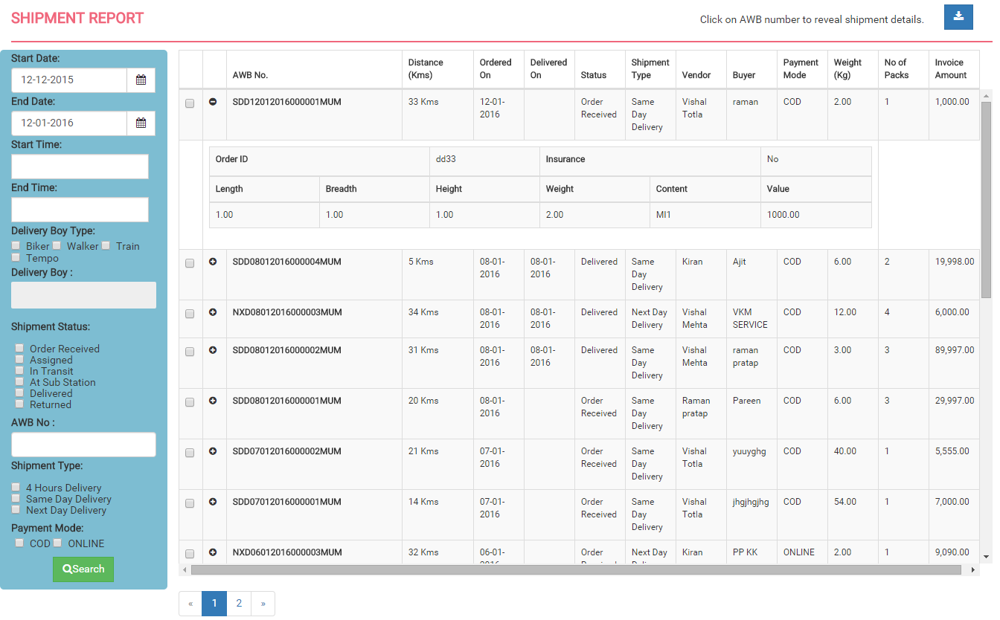 SHIPMENT REPORT
Click on AWB number to reveal shipment details.
Start Date:
12-12-2015
End Date:
12-01-2016
Start Time:
End Time:
Delivery Boy Type:
Biker Walker Train
Tempo
Delivery Boy :
Shipment Status:
Order Received
Assigned
In Transit
At Sub Station
Delivered
Returned
AWB No :
Shipment Type:
4 Hours Delivery
Same Day Delivery
Next Day Delivery
Payment Mode:
COD ONLINE
Search
AWB No. Distance (Kms) Ordered On Delivered On Status Shipment Type Vendor Buyer Payment Mode Weight (Kg) No of Packs Invoice Amount
SDD12012016000001MUM 33 Kms 12-01-2016 Order Received Same Day Delivery Vishal Totla raman COD 2.00 1 1,000.00
Order ID dd33 Insurance No
Length Breadth Height Weight Content Value
1.00 1.00 1.00 2.00 MI1 1000.00
SDD08012016000004MUM 5 Kms 08-01-2016 08-01-2016 Delivered Same Day Delivery Kiran Ajit COD 6.00 2 19,998.00
NXD08012016000003MUM 34 Kms 08-01-2016 08-01-2016 Delivered Next Day Delivery Vishal Mehta VKM SERVICE COD 12.00 4 6,000.00
SDD08012016000002MUM 31 Kms 08-01-2016 08-01-2016 Delivered Same Day Delivery Vishal Mehta raman pratap COD 3.00 3 89,997.00
SDD08012016000001MUM 20 Kms 08-01-2016 Order Received Same Day Delivery Raman pratap Pareen COD 6.00 3 29,997.00
SDD07012016000002MUM 21 Kms 07-01-2016 Order Received Same Day Delivery Vishal Totla yuuyghg COD 40.00 1 5,555.00
SDD07012016000001MUM 14 Kms 07-01-2016 Order Received Same Day Delivery Vishal Totla jhgjhgjhg COD 54.00 1 7,000.00
NXD06012016000003MUM 32 Kms 06-01- Order Next Day Kiran PP KK ONLINE 2.00 1 9,090.00
« 1 2 »